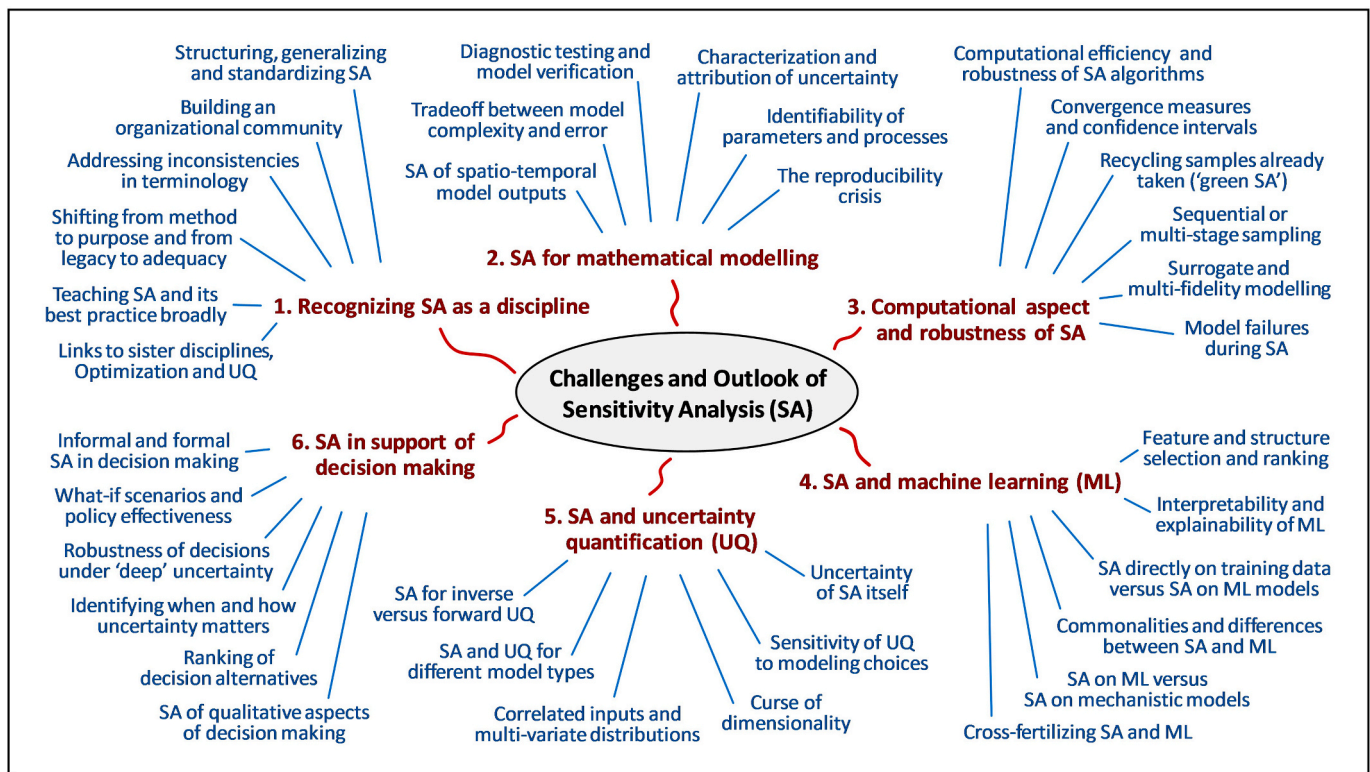 Structuring, generalizing
and standardizing SA
Building an
organizational community
Addressing inconsistencies
in terminology
Shifting from method
to purpose and from
legacy to adequacy
Teaching SA and its
best practice broadly
Links to sister disciplines,
Optimization and UQ
1. Recognizing SA as a discipline
Diagnostic testing and
model verification
Tradeoff between model
complexity and error
SA of spatio-temporal
model outputs
Characterization and
attribution of uncertainty
Identifiability of
parameters and processes
The reproducibility
crisis
2. SA for mathematical modelling
Computational efficiency and
robustness of SA algorithms
Convergence measures
and confidence intervals
Recycling samples already
taken (‘green SA’)
Sequential or
multi-stage sampling
Surrogate and
multi-fidelity modelling
Model failures
during SA
3. Computational aspect
and robustness of SA
Challenges and Outlook of
Sensitivity Analysis (SA)
6. SA in support of
decision making
Informal and formal
SA in decision making
What-if scenarios and
policy effectiveness
Robustness of decisions
under ‘deep’ uncertainty
Identifying when and how
uncertainty matters
Ranking of
decision alternatives
SA of qualitative aspects
of decision making
5. SA and uncertainty
quantification (UQ)
SA for inverse
versus forward UQ
SA and UQ for
different model types
Correlated inputs and
multi-variate distributions
Curse of
dimensionality
Sensitivity of UQ
to modeling choices
Uncertainty
of SA itself
4. SA and machine learning (ML)
Feature and structure
selection and ranking
Interpretability and
explainability of ML
SA directly on training data
versus SA on ML models
Commonalities and differences
between SA and ML
SA on ML versus
SA on mechanistic models
Cross-fertilizing SA and ML